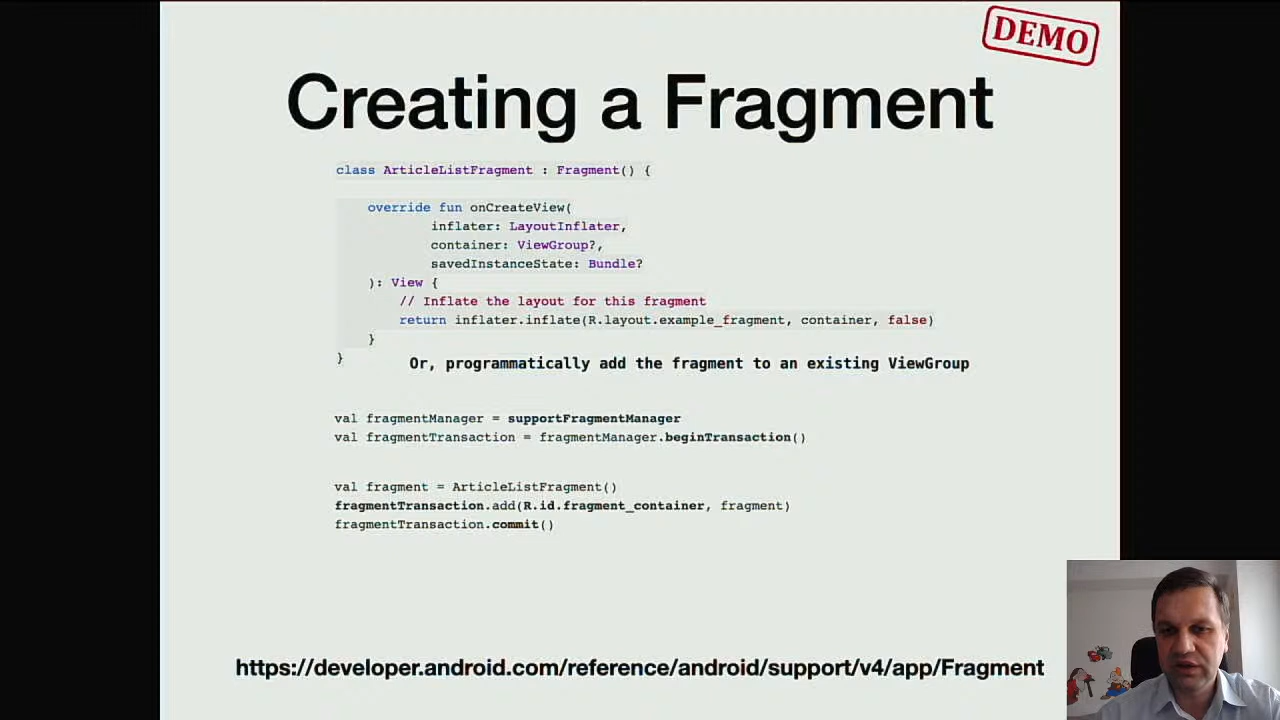 DEMO
Creating a Fragment
class ArticleListFragment : Fragment() {
override fun onCreateView(
inflater: LayoutInflater,
container: ViewGroup?,
savedInstanceState: Bundle?
): View {
// Inflate the layout for this fragment
return inflater.inflate(R.layout.example_fragment, container, false)
}
}
Or, programmatically add the fragment to an existing ViewGroup
val fragmentManager = supportFragmentManager
val fragmentTransaction = fragmentManager.beginTransaction()
val fragment = ArticleListFragment()
fragmentTransaction.add(R.id.fragment_container, fragment)
fragmentTransaction.commit()
https://developer.android.com/reference/android/support/v4/app/Fragment